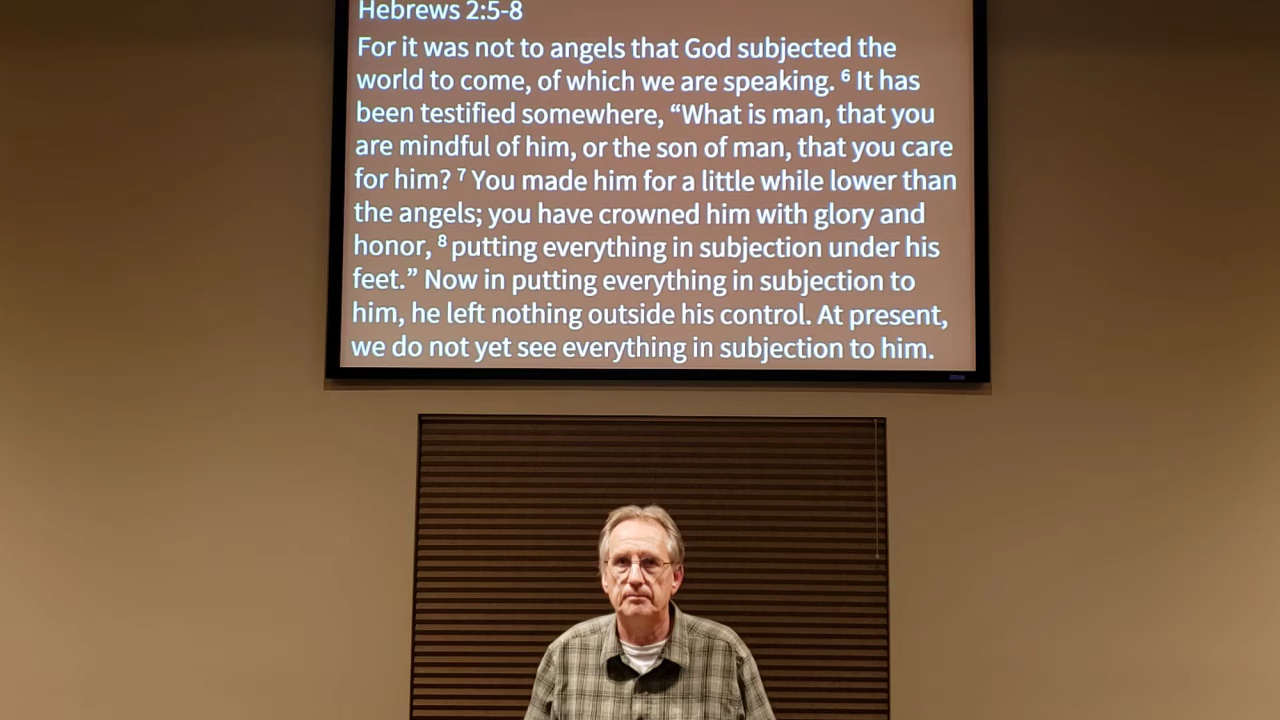 Hebrews 2:5-8
For it was not to angels that God subjected the
world to come, of which we are speaking. ⁶ It has
been testified somewhere, “What is man, that you
are mindful of him, or the son of man, that you care
for him? ⁷ You made him for a little while lower than
the angels; you have crowned him with glory and
honor, ⁸ putting everything in subjection under his
feet.” Now in putting everything in subjection to
him, he left nothing outside his control. At present,
we do not yet see everything in subjection to him.